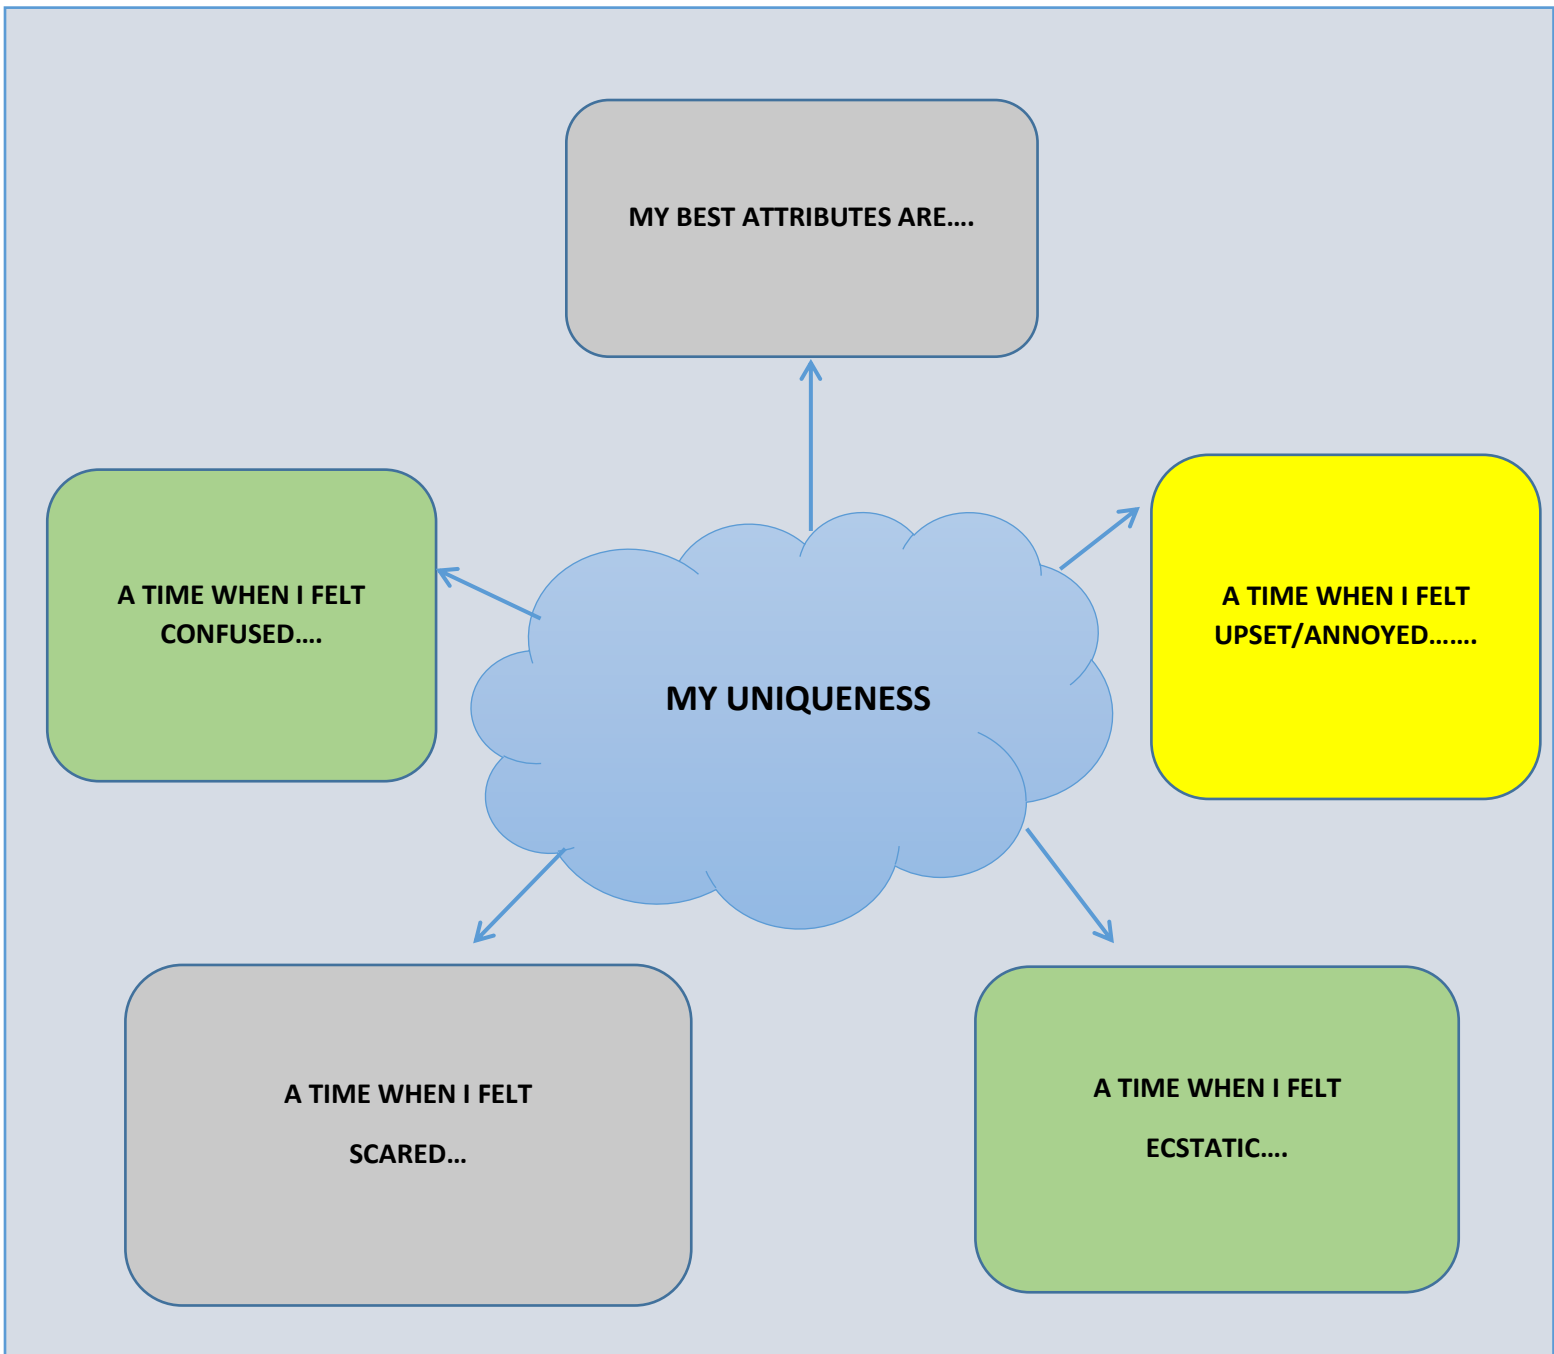 MY BEST ATTRIBUTES ARE....
A TIME WHEN I FELT
CONFUSED....
A TIME WHEN I FELT
UPSET/ANNOYED.......
MY UNIQUENESS
A TIME WHEN I FELT
SCARED...
A TIME WHEN I FELT
ECSTATIC....